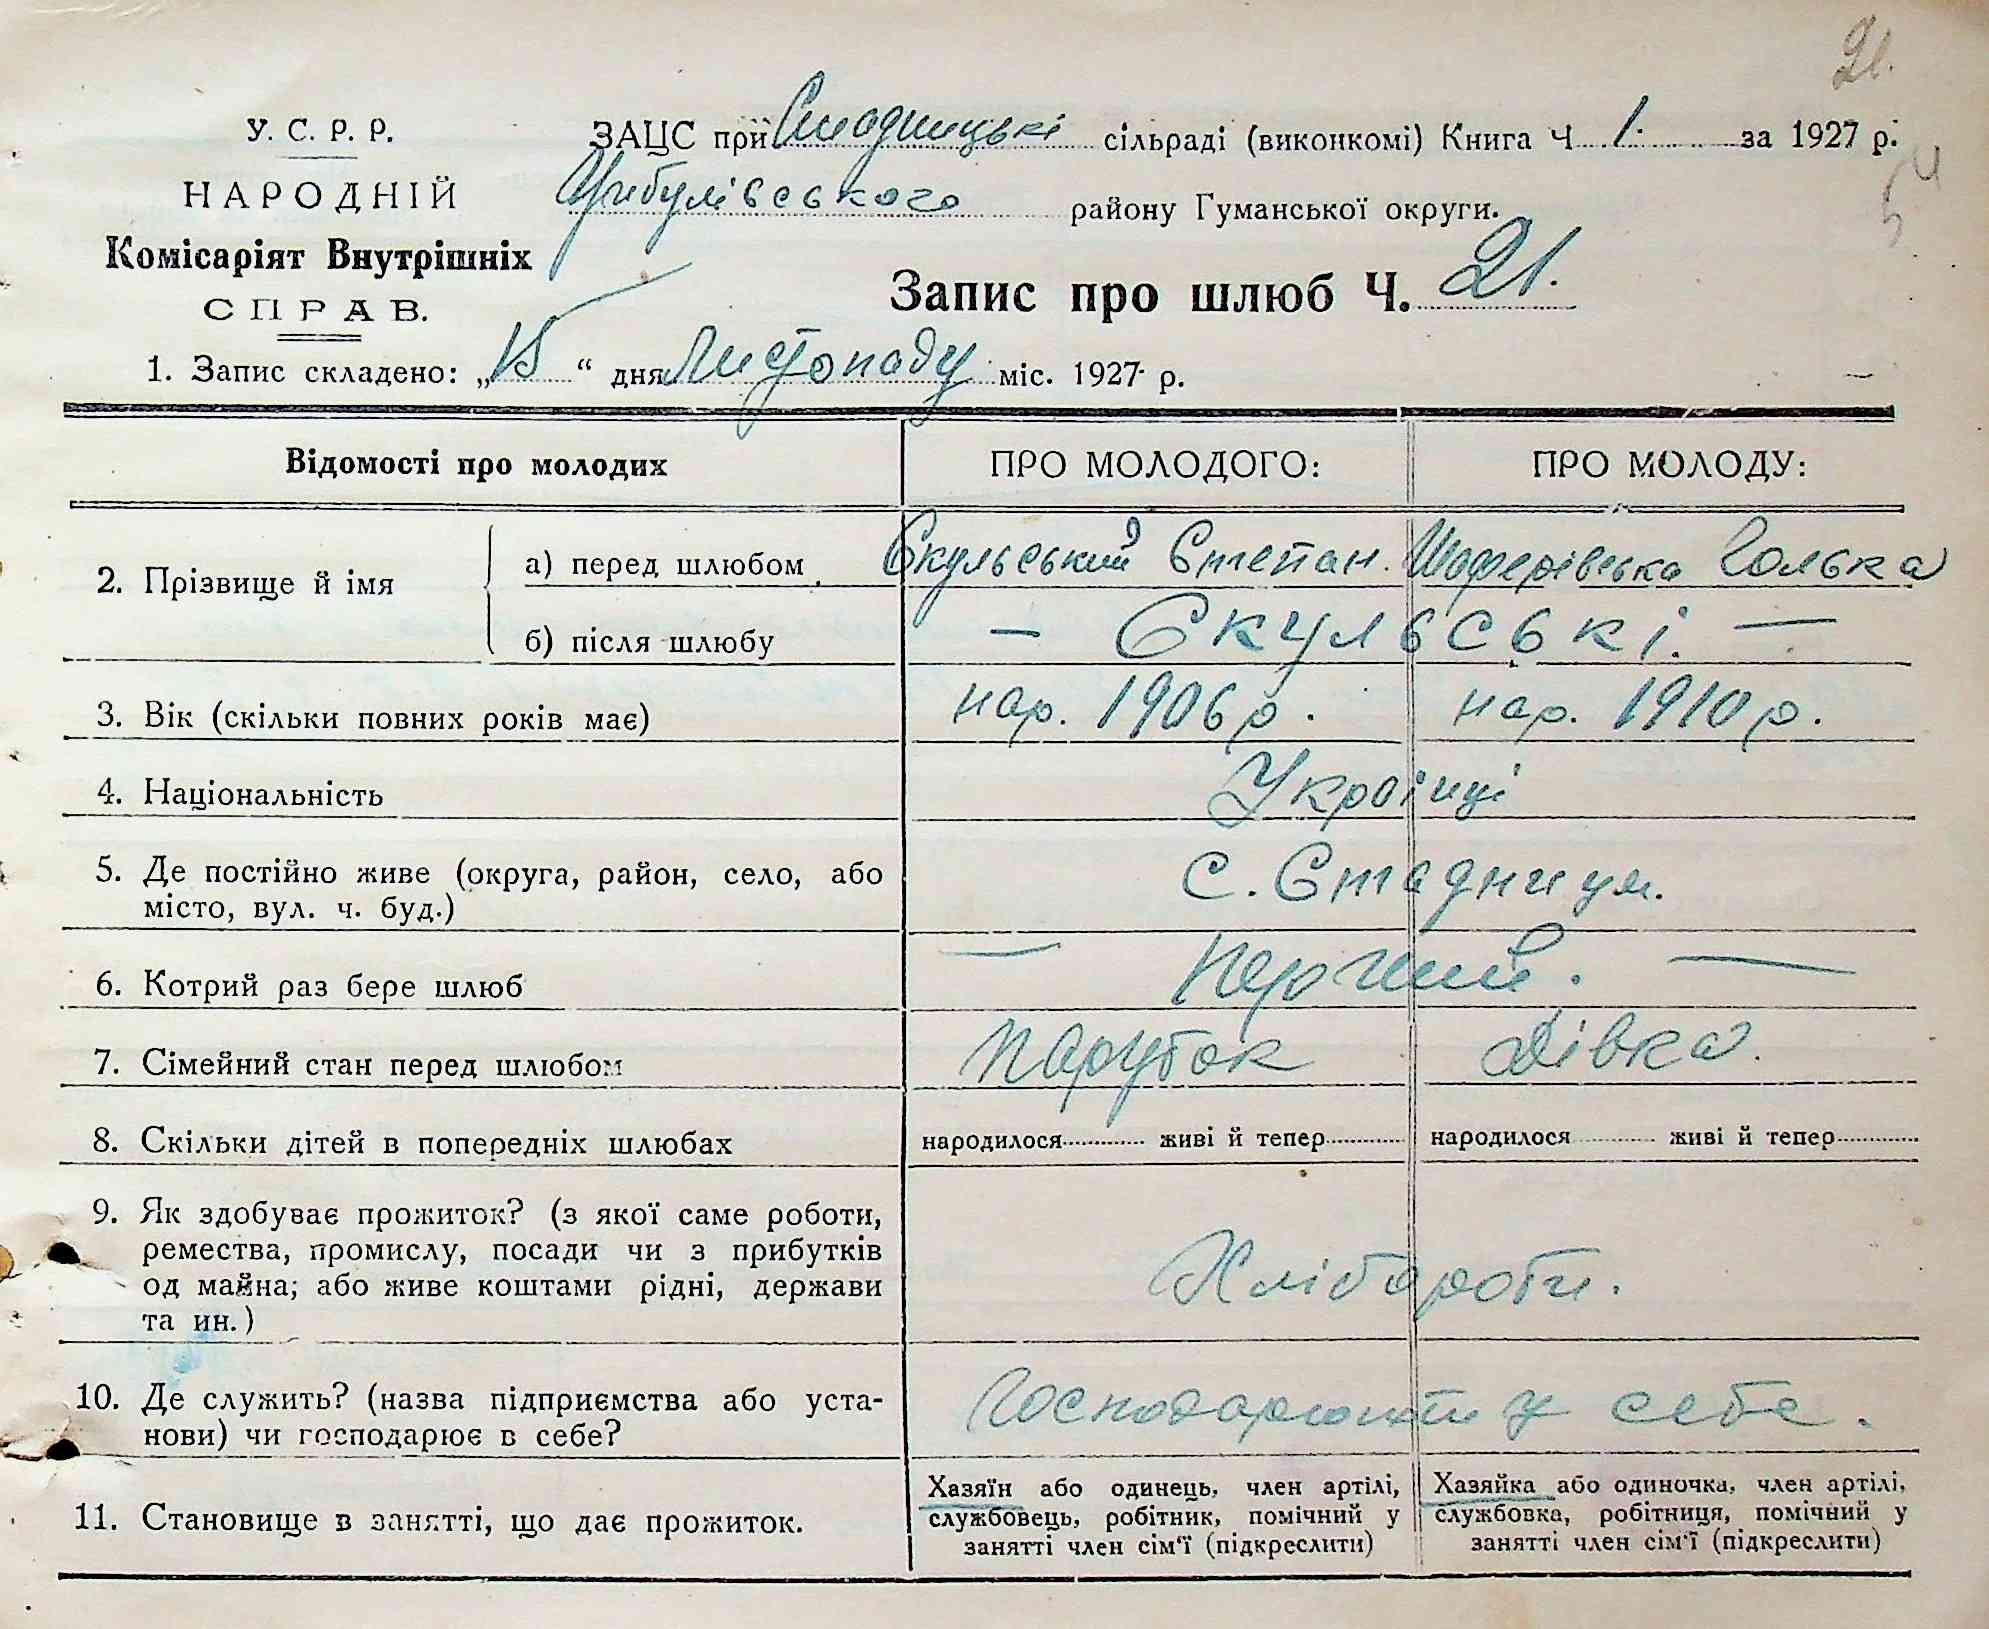 21.
У. С. Р. Р.
НАРОДНІЙ
Комісаріят Внутрішніх
СПРАВ.
ЗАЦС при Стадницькі сільраді (виконкомі) Книга Ч 1. за 1927 р.
Цибулівського району Гуманської округи.
Запис про шлюб Ч. 21.
1. Запис складено: „15“ дня Листопаду міс. 1927 р.
Відомості про молодих ПРО МОЛОДОГО: ПРО МОЛОДУ:
2. Прізвище й імя
а) перед шлюбом Скульський Степан. ШоферівськаГолька
б) після шлюбу — Скульські. —
3. Вік (скільки повних років має) нар. 1906 р. нар. 1910 р.
4. Національність Украінці
5. Де постійно живе (округа, район, село, або
місто, вул. ч. буд.) с. Стадниця.
6. Котрий раз бере шлюб — Перший. —
7. Сімейний стан перед шлюбом Парубок Дівка.
8. Скільки дітей в попередніх шлюбах народилося живі й тепер народилося живі й тепер
9. Як здобуває прожиток? (з якої саме роботи,
ремества, промислу, посади чи з прибутків
од майна; або живе коштами рідні, держави
та ин.) Хлібороби.
10. Де служить? (назва підприємства або уста-
нови) чи господарює в себе? Господарюють у себе.
11. Становище в занятті, що дає прожиток.
Хазяїн або одинець, член артілі,
службовець, робітник, помічний у
занятті член сім'ї (підкреслити)
Хазяйка або одиночка, член артілі,
службовка, робітниця, помічний у
занятті член сім'ї (підкреслити)